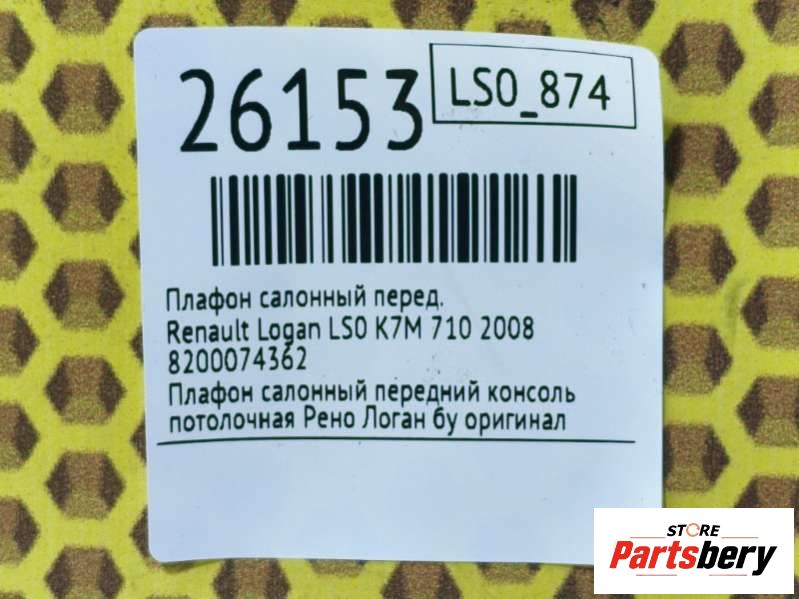 26153
LS0_874
Плафон салонный перед.
Renault Logan LS0 K7M 710 2008
8200074362
Плафон салонный передний консоль
потолочная Рено Логан бу оригинал
STORE
Partsbery